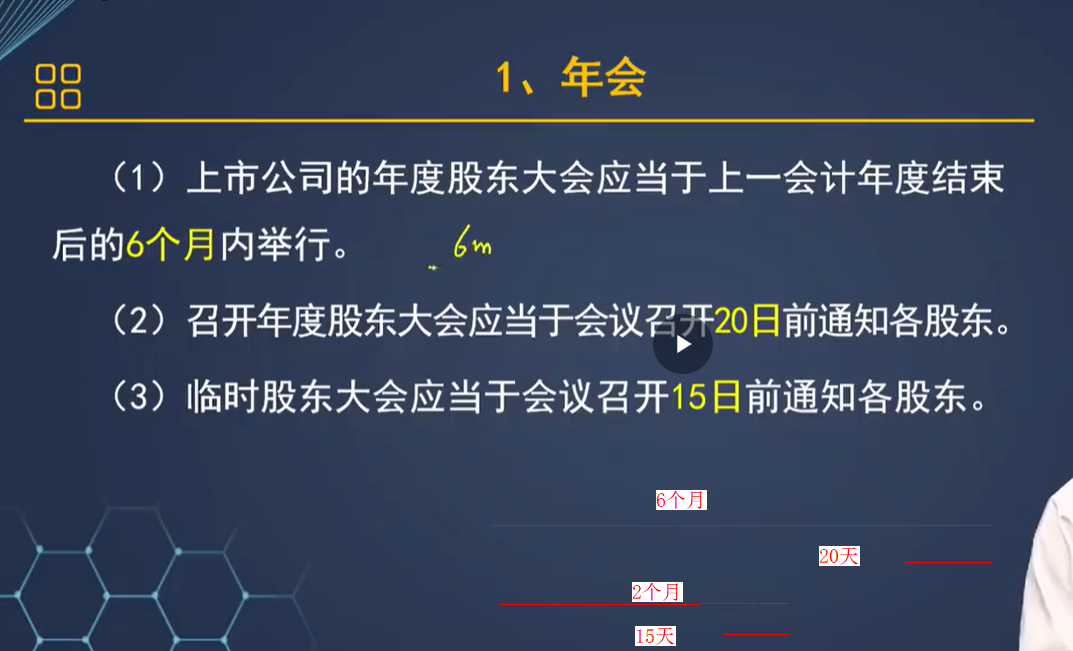 1、年会
（1）上市公司的年度股东大会应当于上一会计年度结束
后的6个月内举行。
6m
（2）召开年度股东大会应当于会议召开20日前通知各股东。
（3）临时股东大会应当于会议召开15日前通知各股东。
6个月
20天
2个月
15天